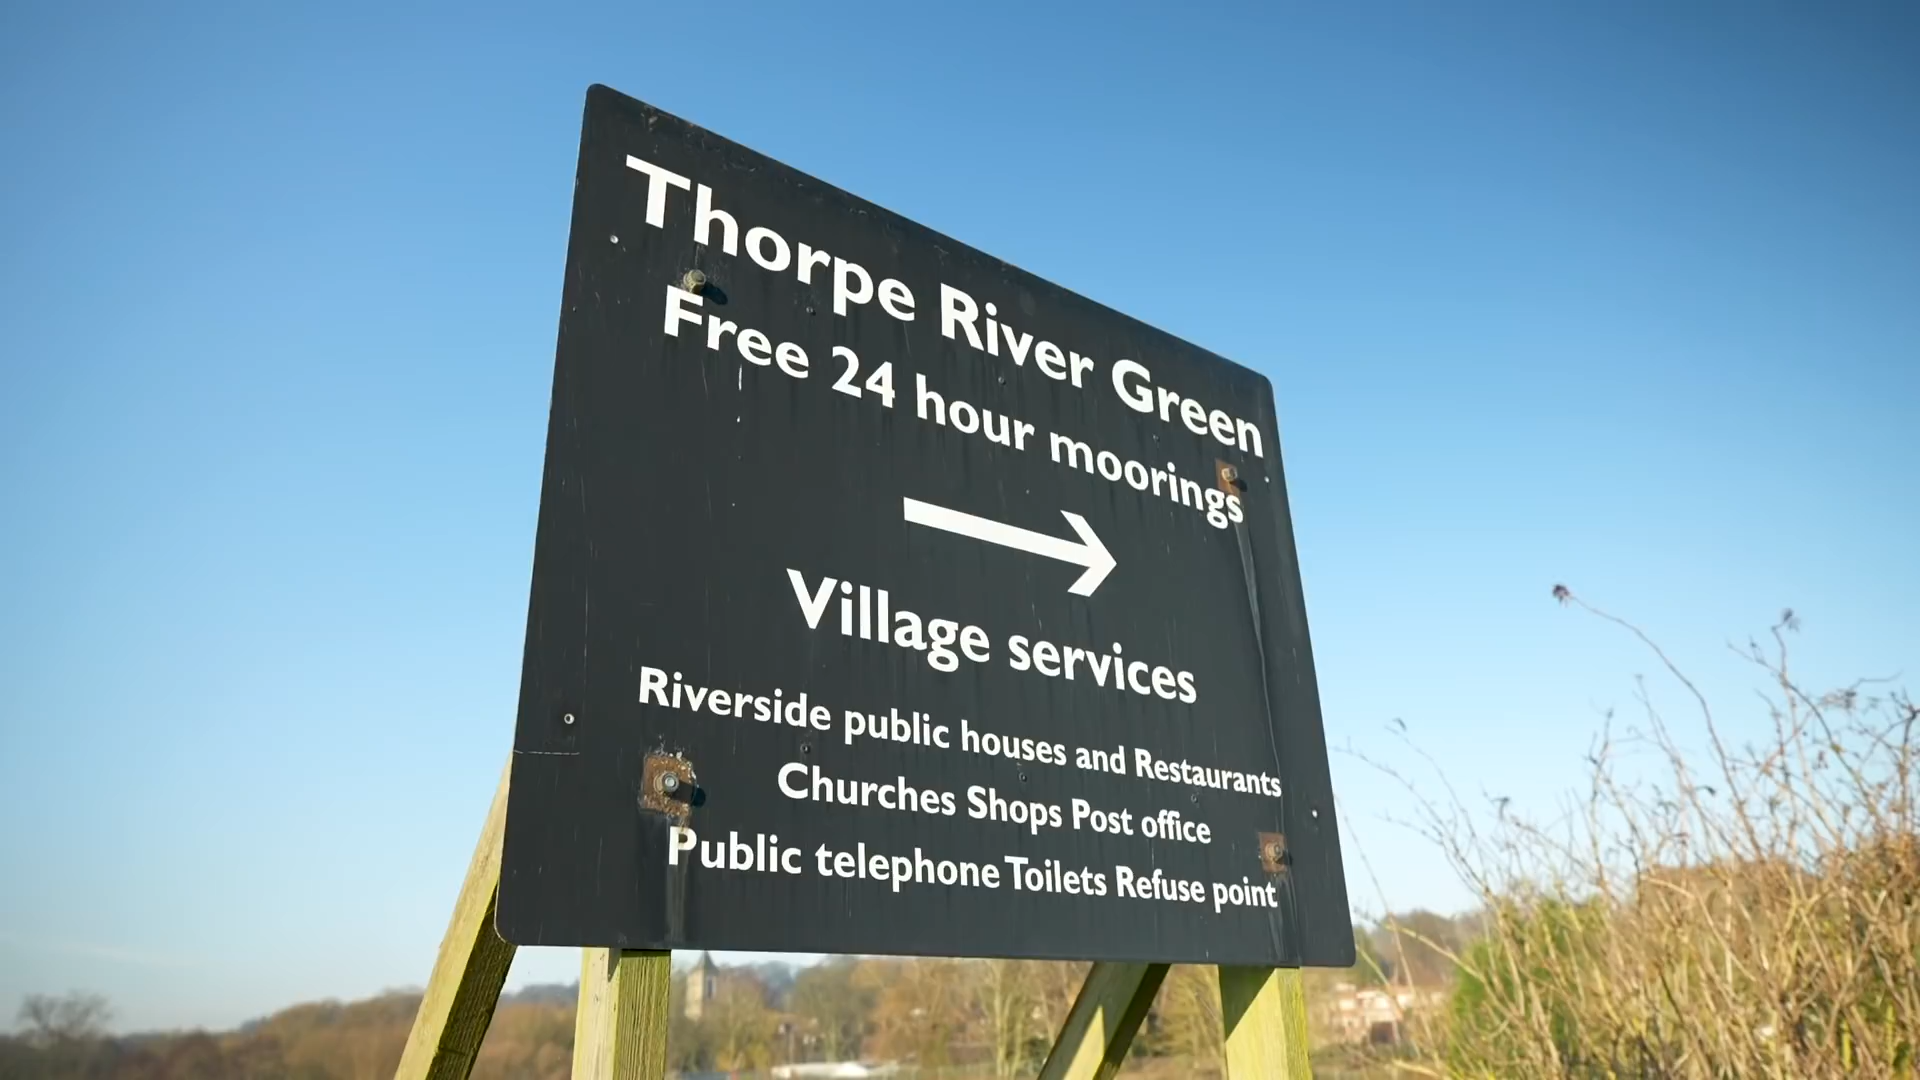 Thorpe River Green
Free 24 hour moorings
Village services
Riverside public houses and Restaurants
Churches Shops Post office
Public telephone Toilets Refuse point